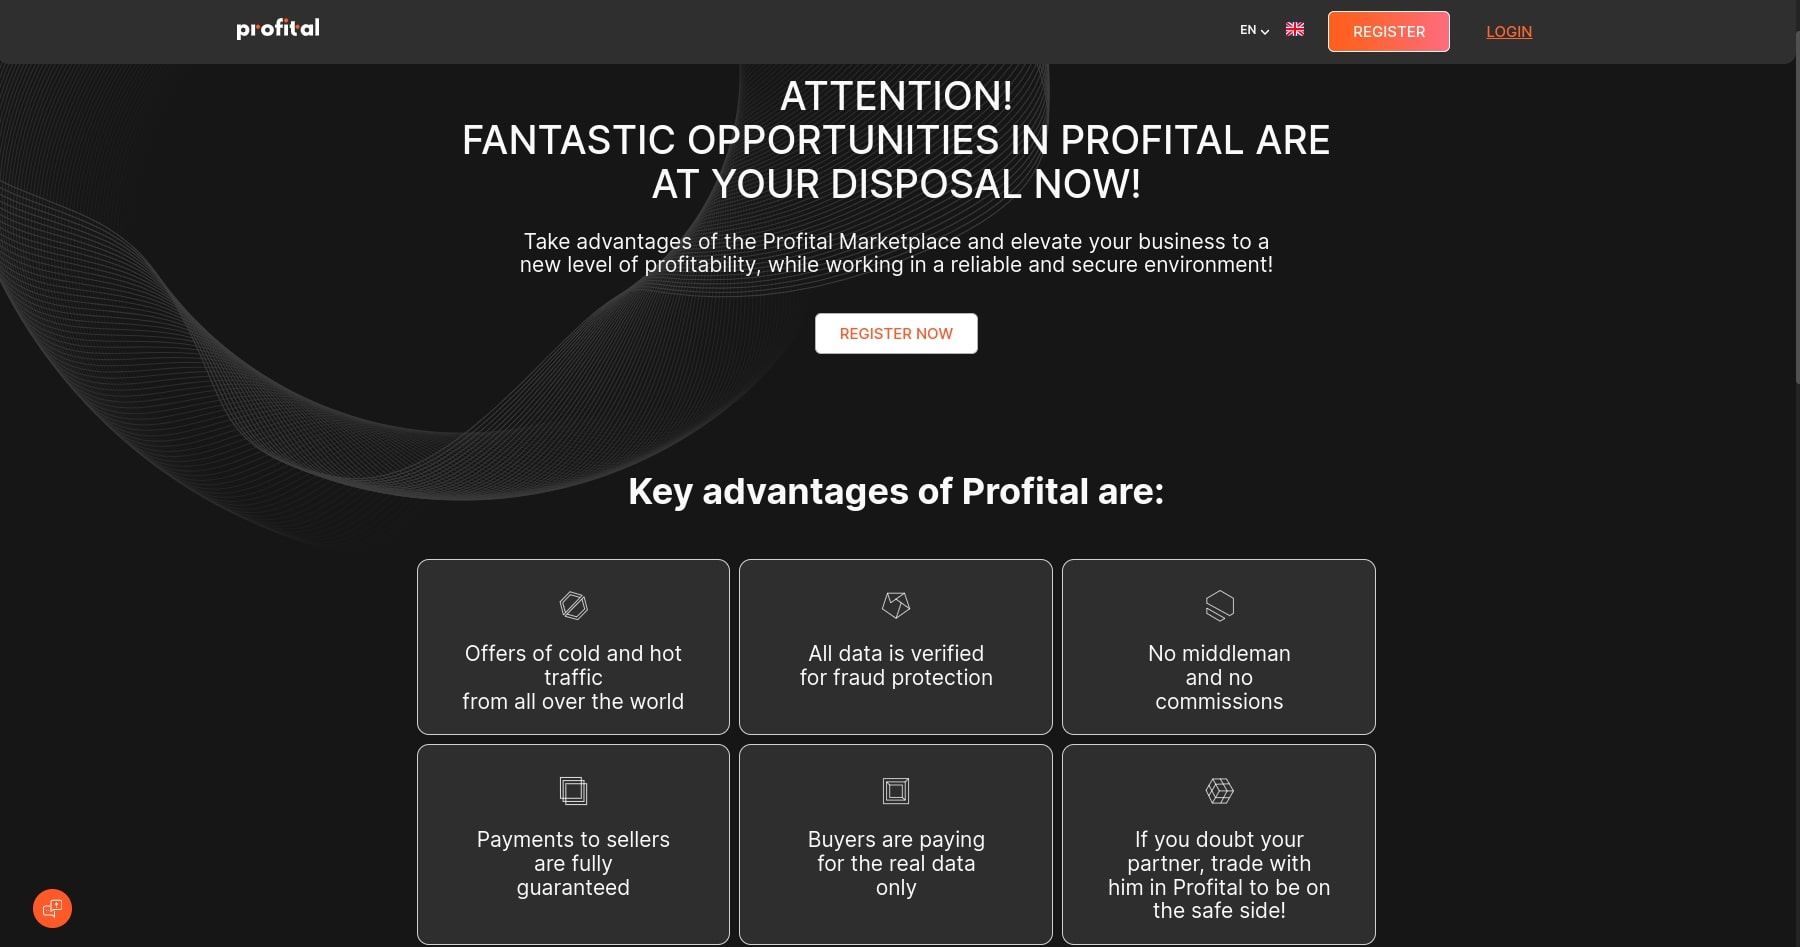 profital
EN
REGISTER
LOGIN
ATTENTION!
FANTASTIC OPPORTUNITIES IN PROFITAL ARE
AT YOUR DISPOSAL NOW!
Take advantages of the Profital Marketplace and elevate your business to a
new level of profitability, while working in a reliable and secure environment!
REGISTER NOW
Key advantages of Profital are:
Offers of cold and hot
traffic
from all over the world
All data is verified
for fraud protection
No middleman
and no
commissions
Payments to sellers
are fully
guaranteed
Buyers are paying
for the real data
only
If you doubt your
partner, trade with
him in Profital to be on
the safe side!